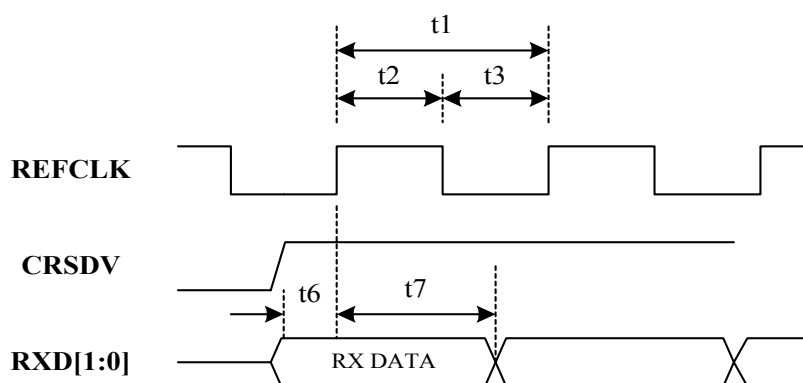 t1
t2 t3
REFCLK
CRSDV
t6 t7
RXD[1:0] RX DATA